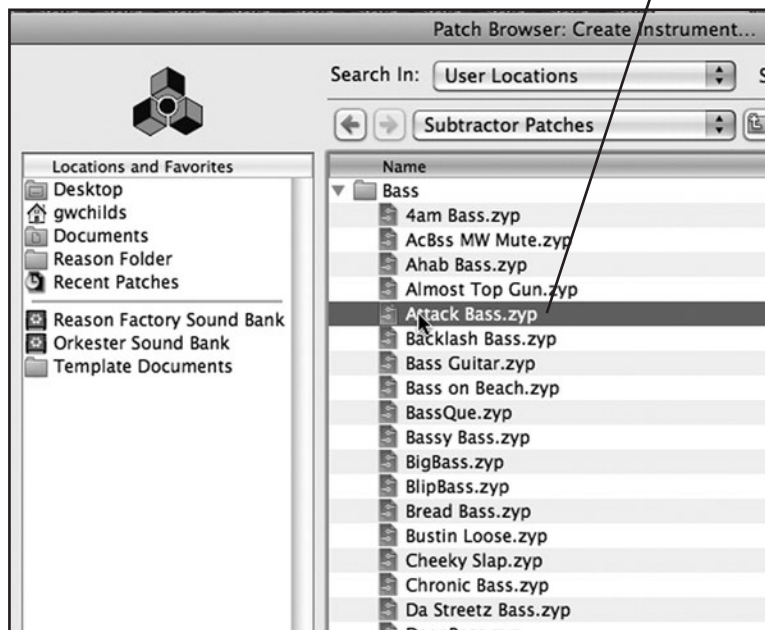 Patch Browser: Create Instrument...
Search In: User Locations S
Subtractor Patches
Locations and Favorites
Desktop
gwchilds
Documents
Reason Folder
Recent Patches
Reason Factory Sound Bank
Orkester Sound Bank
Template Documents
Name
Bass
4am Bass.zyp
AcBss MW Mute.zyp
Ahab Bass.zyp
Almost Top Gun.zyp
Attack Bass.zyp
Backlash Bass.zyp
Bass Guitar.zyp
Bass on Beach.zyp
BassQue.zyp
Bassy Bass.zyp
BigBass.zyp
BlipBass.zyp
Bread Bass.zyp
Bustin Loose.zyp
Cheeky Slap.zyp
Chronic Bass.zyp
Da Streetz Bass.zyp